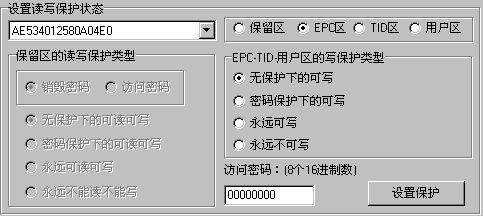 设置读写保护状态
AE534012580A04E0
保留区 EPC区 TID区 用户区
保留区的读写保护类型
销毁密码 访问密码
无保护下的可读可写
密码保护下的可读可写
永远可读可写
永远不能读不能写
EPC-TID-用户区的写保护类型
无保护下的可写
密码保护下的可写
永远可写
永远不可写
访问密码：(8个16进制数)
00000000 设置保护